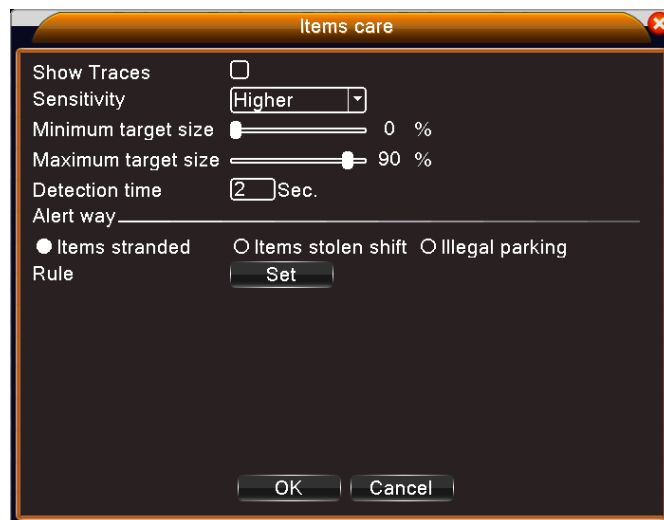 Items care
Show Traces
Sensitivity Higher
Minimum target size 0 %
Maximum target size 90 %
Detection time 2 Sec.
Alert way
Items stranded Items stolen shift Illegal parking
Rule Set
OK Cancel